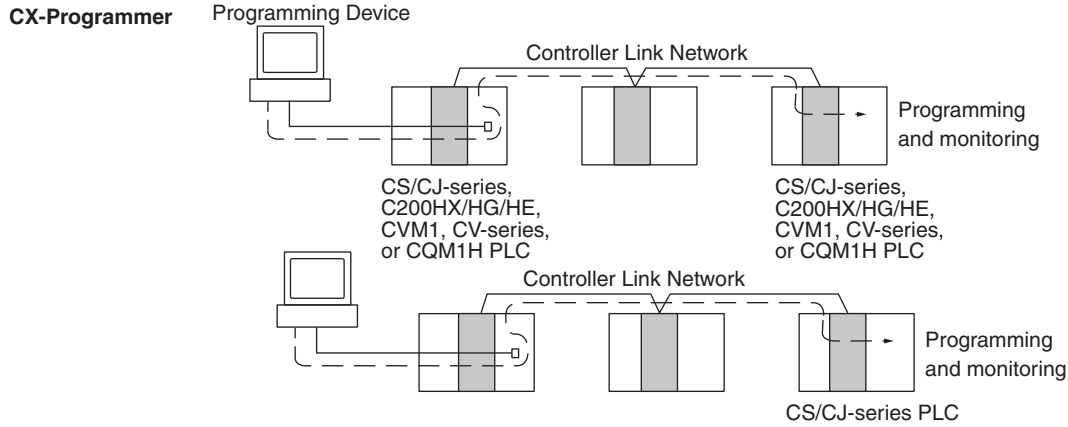 CX-Programmer
Programming Device
Controller Link Network
Programming
and monitoring
CS/CJ-series,
C200HX/HG/HE,
CVM1, CV-series,
or CQM1H PLC
CS/CJ-series,
C200HX/HG/HE,
CVM1, CV-series,
or CQM1H PLC
Controller Link Network
Programming
and monitoring
CS/CJ-series PLC